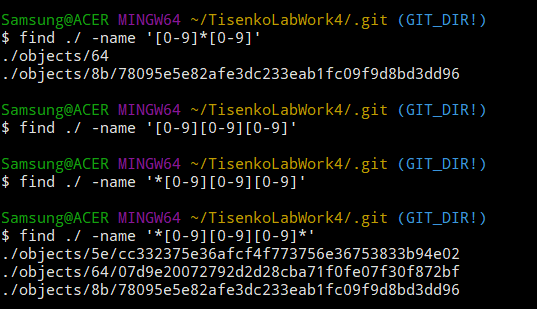 Samsung@ACER MINGW64 ~/TisenkoLabWork4/.git (GIT_DIR!)
$ find ./ -name '[0-9]*[0-9]'
./objects/64
./objects/8b/78095e5e82afe3dc233eab1fc09f9d8bd3dd96
Samsung@ACER MINGW64 ~/TisenkoLabWork4/.git (GIT_DIR!)
$ find ./ -name '[0-9][0-9][0-9]'
Samsung@ACER MINGW64 ~/TisenkoLabWork4/.git (GIT_DIR!)
$ find ./ -name '*[0-9][0-9][0-9]'
Samsung@ACER MINGW64 ~/TisenkoLabWork4/.git (GIT_DIR!)
$ find ./ -name '*[0-9][0-9][0-9]*'
./objects/5e/cc332375e36afcf4f773756e36753833b94e02
./objects/64/07d9e20072792d2d28cba71f0fe07f30f872bf
./objects/8b/78095e5e82afe3dc233eab1fc09f9d8bd3dd96